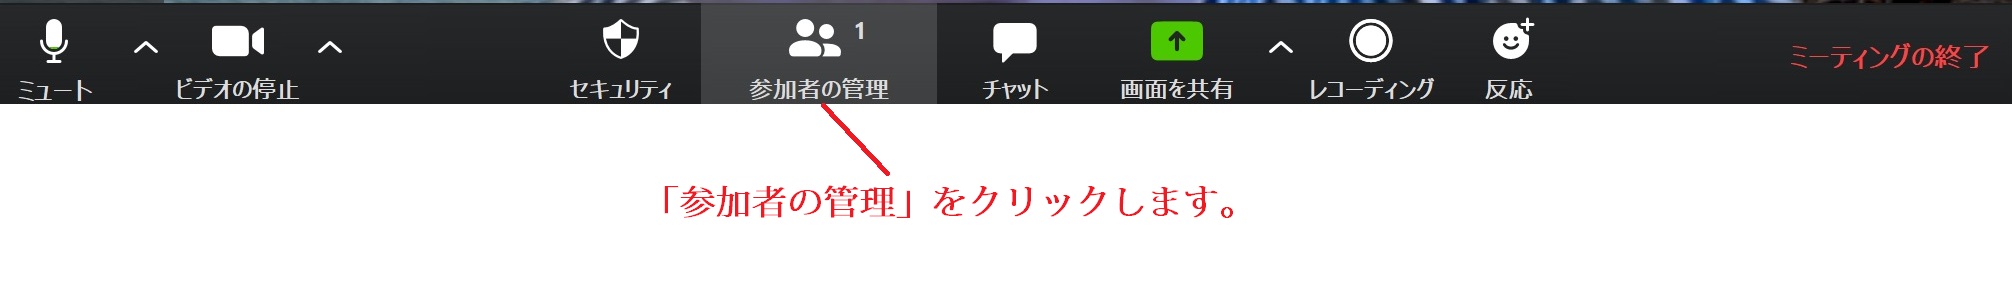 1
ミュート ビデオの停止 セキュリティ 参加者の管理 チャット 画面を共有 レコーディング 反応 ミーティングの終了
「参加者の管理」をクリックします。